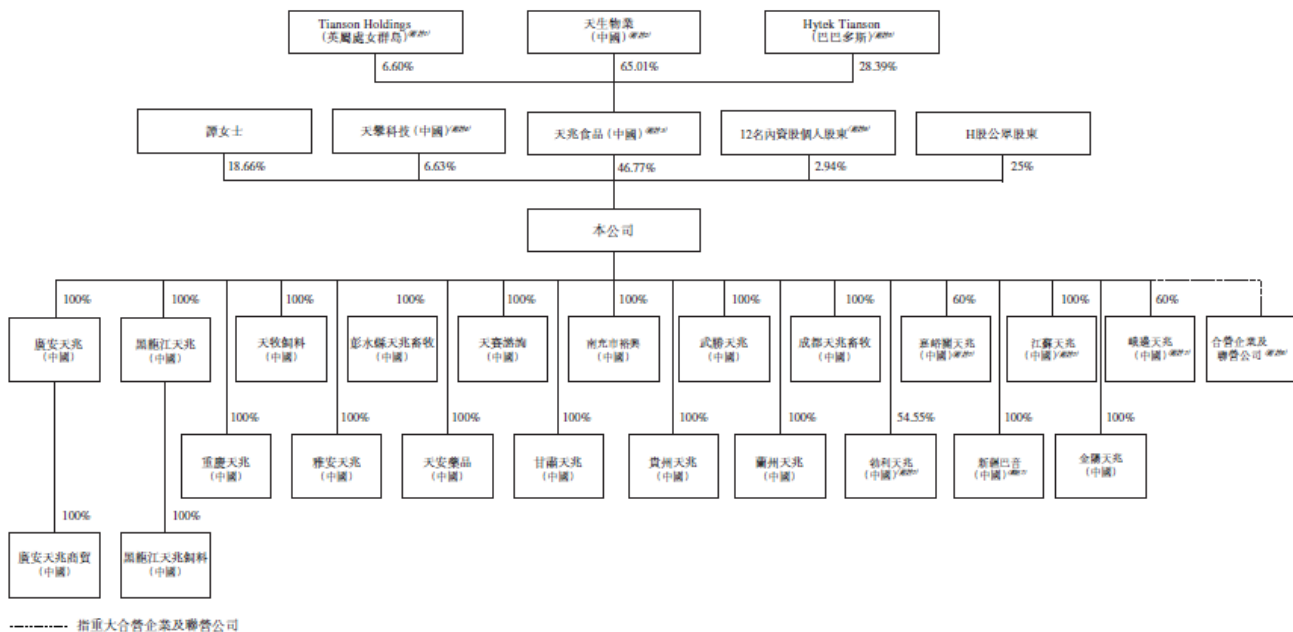 Tianson Holdings
(英屬處女群島)
天生物業
(中國)
Hytek Tianson
(巴巴多斯)
6.60%
65.01%
28.39%
譚女士
天擊科技(中國)
天兆食品(中國)
12名內資股個人股東
H股公眾股東
18.66%
6.63%
46.77%
2.94%
25%
本公司
100%
100%
100%
100%
100%
100%
100%
100%
60%
100%
60%
廣安天兆
(中國)
黑龍江天兆
(中國)
天牧飼料
(中國)
彭水縣天兆畜牧
(中國)
天賽諮詢
(中國)
南充市裕興
(中國)
武勝天兆
(中國)
成都天兆畜牧
(中國)
嘉峪關天兆
(中國)
江蘇天兆
(中國)
峨邊天兆
(中國)
合營企業及
聯營公司
100%
100%
100%
100%
100%
100%
54.55%
100%
100%
重慶天兆
(中國)
雅安天兆
(中國)
天安藥品
(中國)
甘肅天兆
(中國)
貴州天兆
(中國)
蘭州天兆
(中國)
勃利天兆
(中國)
新疆巴音
(中國)
金陽天兆
(中國)
100%
100%
廣安天兆商貿
(中國)
黑龍江天兆飼料
(中國)
指重大合營企業及聯營公司